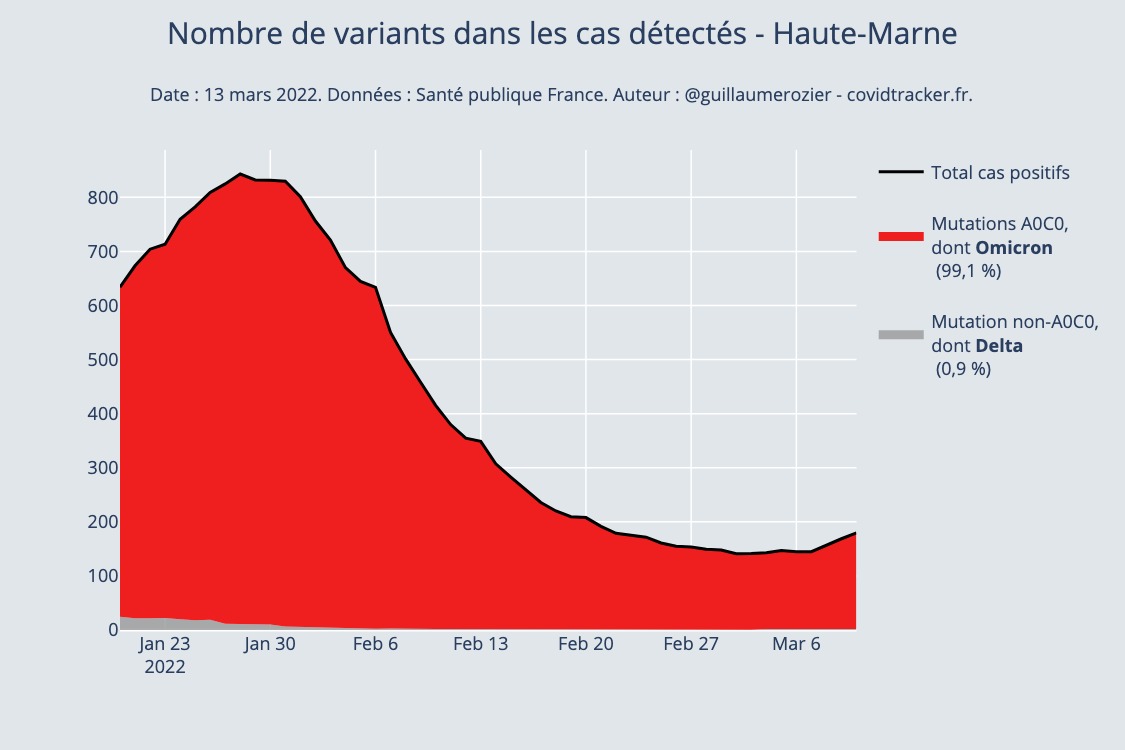 Nombre de variants dans les cas détectés - Haute-Marne
Date : 13 mars 2022. Données : Santé publique France. Auteur : @guillaumerozier - covidtracker.fr.
Total cas positifs
Mutations A0C0,
dont Omicron
(99,1 %)
Mutation non-A0C0,
dont Delta
(0,9 %)
800
700
600
500
400
300
200
100
0
Jan 23
2022
Jan 30
Feb 6
Feb 13
Feb 20
Feb 27
Mar 6